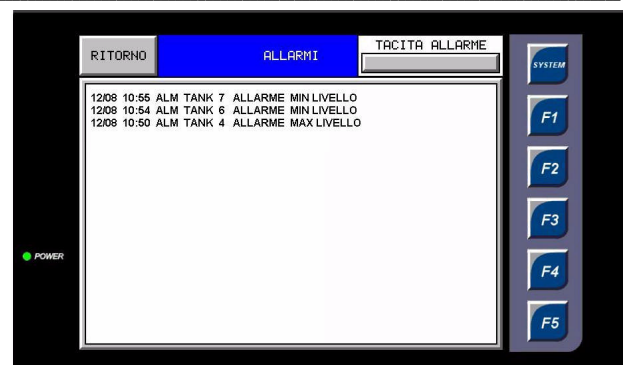 RITORNO
ALLARMI
TACITA ALLARME
SYSTEM
12/08 10:55 ALM TANK 7 ALLARME MIN LIVELLO
12/08 10:54 ALM TANK 6 ALLARME MIN LIVELLO
12/08 10:50 ALM TANK 4 ALLARME MAX LIVELLO
F1
F2
F3
POWER
F4
F5